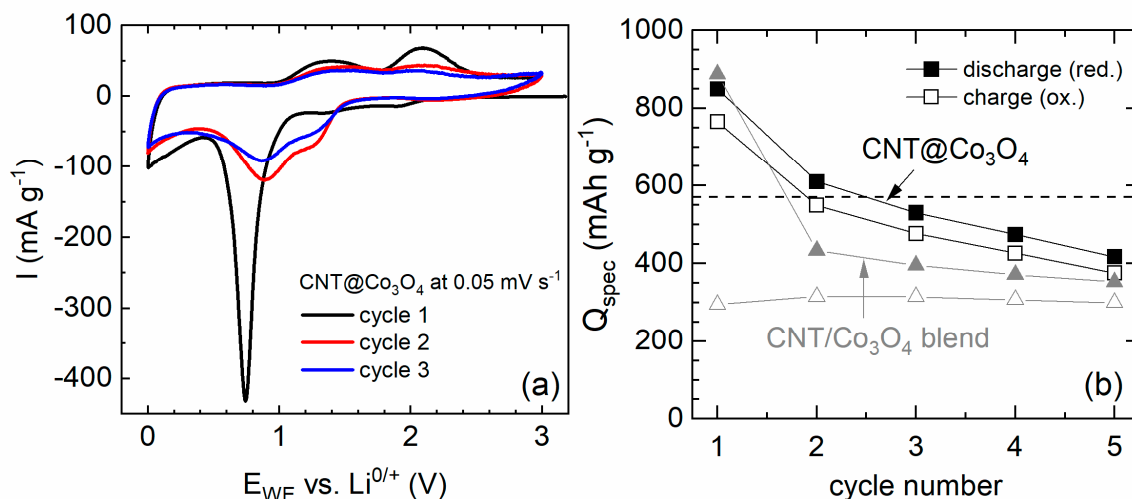 100
0
-100
-200
-300
-400
I (mA g⁻¹)
CNT@Co₃O₄ at 0.05 mV s⁻¹
cycle 1
cycle 2
cycle 3
(a)
0 1 2 3
E_WE vs. Li⁰/⁺ (V)
1000
800
600
400
200
0
Q_spec (mAh g⁻¹)
discharge (red.)
charge (ox.)
CNT@Co₃O₄
CNT/Co₃O₄ blend
(b)
1 2 3 4 5
cycle number